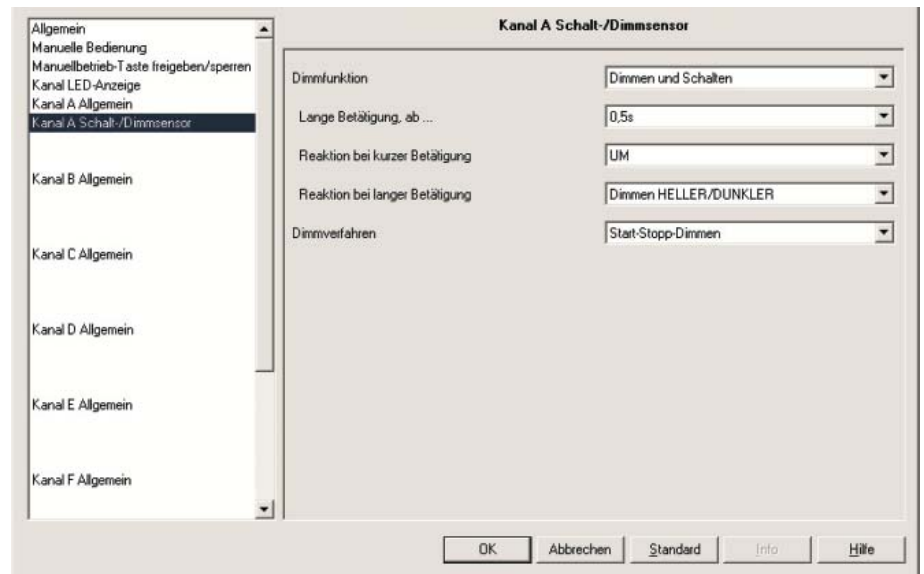 Kanal A Schalt-/Dimmsensor
Allgemein
Manuelle Bedienung
Manuellbetrieb-Taste freigeben/sperren
Kanal LED-Anzeige
Kanal A Allgemein
Kanal A Schalt-/Dimmsensor
Kanal B Allgemein
Kanal C Allgemein
Kanal D Allgemein
Kanal E Allgemein
Kanal F Allgemein
Dimmfunktion Dimmen und Schalten
Lange Betätigung, ab ... 0,5s
Reaktion bei kurzer Betätigung UM
Reaktion bei langer Betätigung Dimmen HELLER/DUNKLER
Dimmverfahren Start-Stopp-Dimmen
OK Abbrechen Standard Info Hilfe